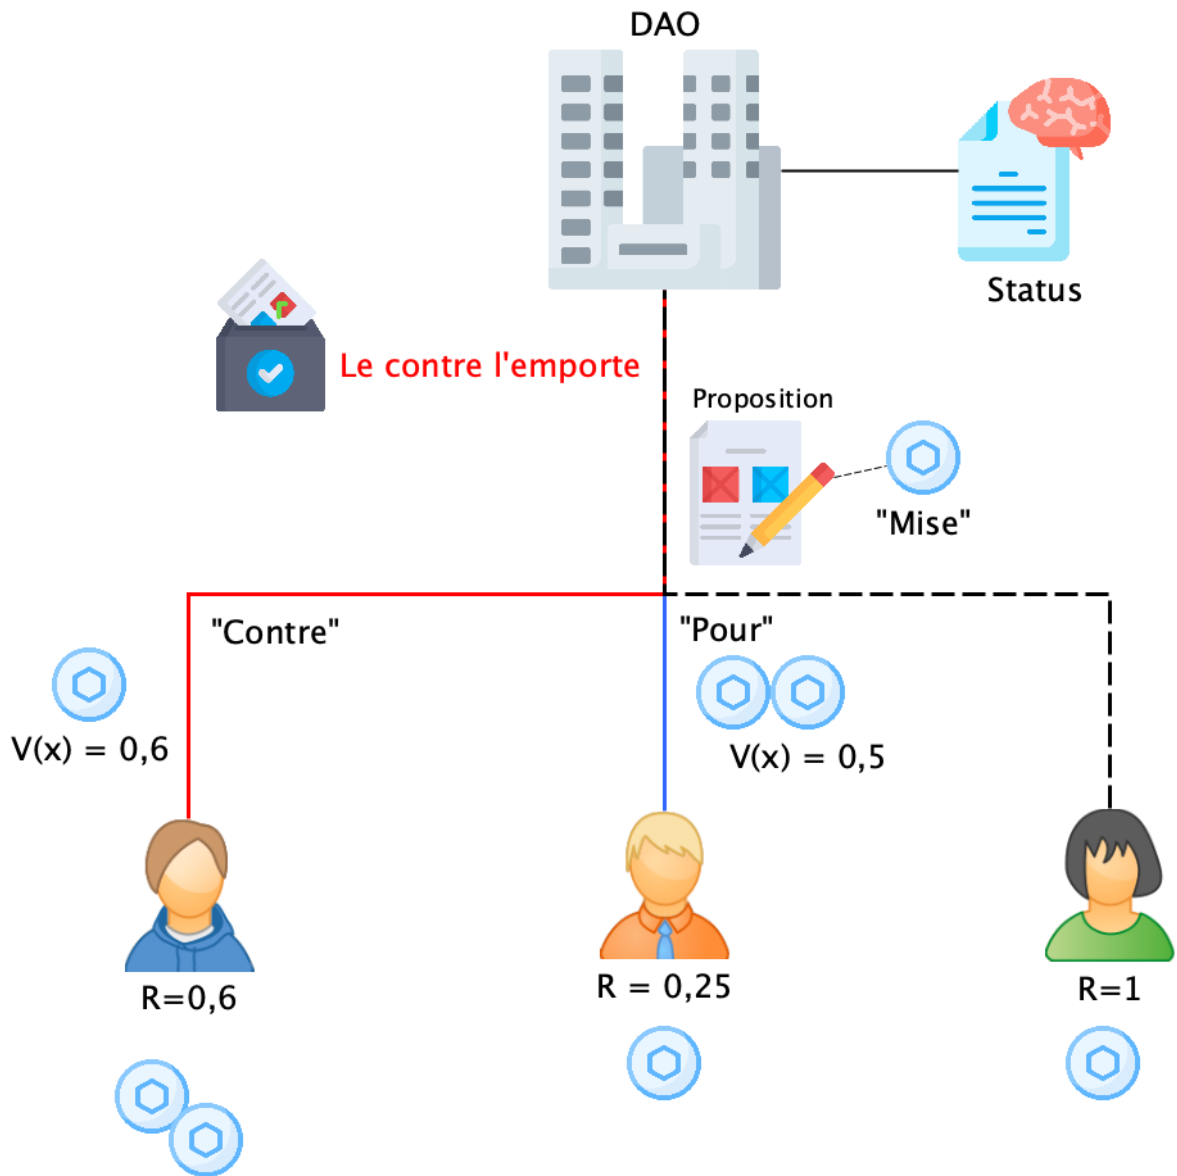 DAO
Status
Le contre l'emporte
Proposition
"Mise"
"Contre"
"Pour"
V(x) = 0,6
V(x) = 0,5
R=0,6
R = 0,25
R=1